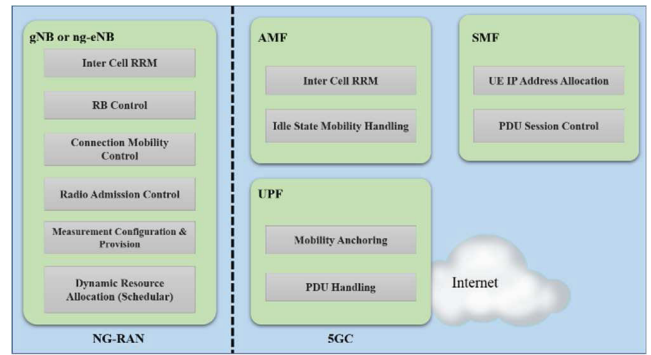 gNB or ng-eNB
Inter Cell RRM
RB Control
Connection Mobility
Control
Radio Admission Control
Measurement Configuration &
Provision
Dynamic Resource
Allocation (Schedular)
NG-RAN
AMF
Inter Cell RRM
Idle State Mobility Handling
SMF
UE IP Address Allocation
PDU Session Control
UPF
Mobility Anchoring
PDU Handling
Internet
5GC